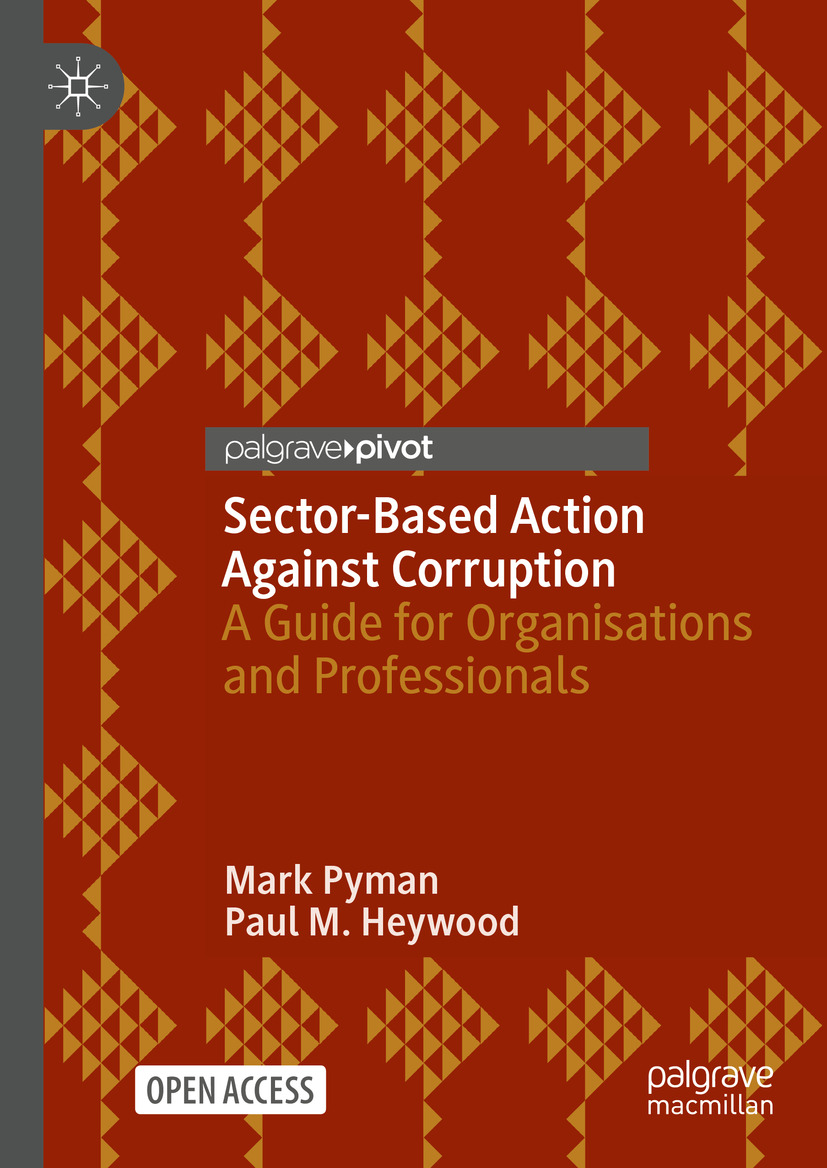 palgrave pivot
Sector-Based Action
Against Corruption
A Guide for Organisations
and Professionals
Mark Pyman
Paul M. Heywood
OPEN ACCESS
palgrave
macmillan